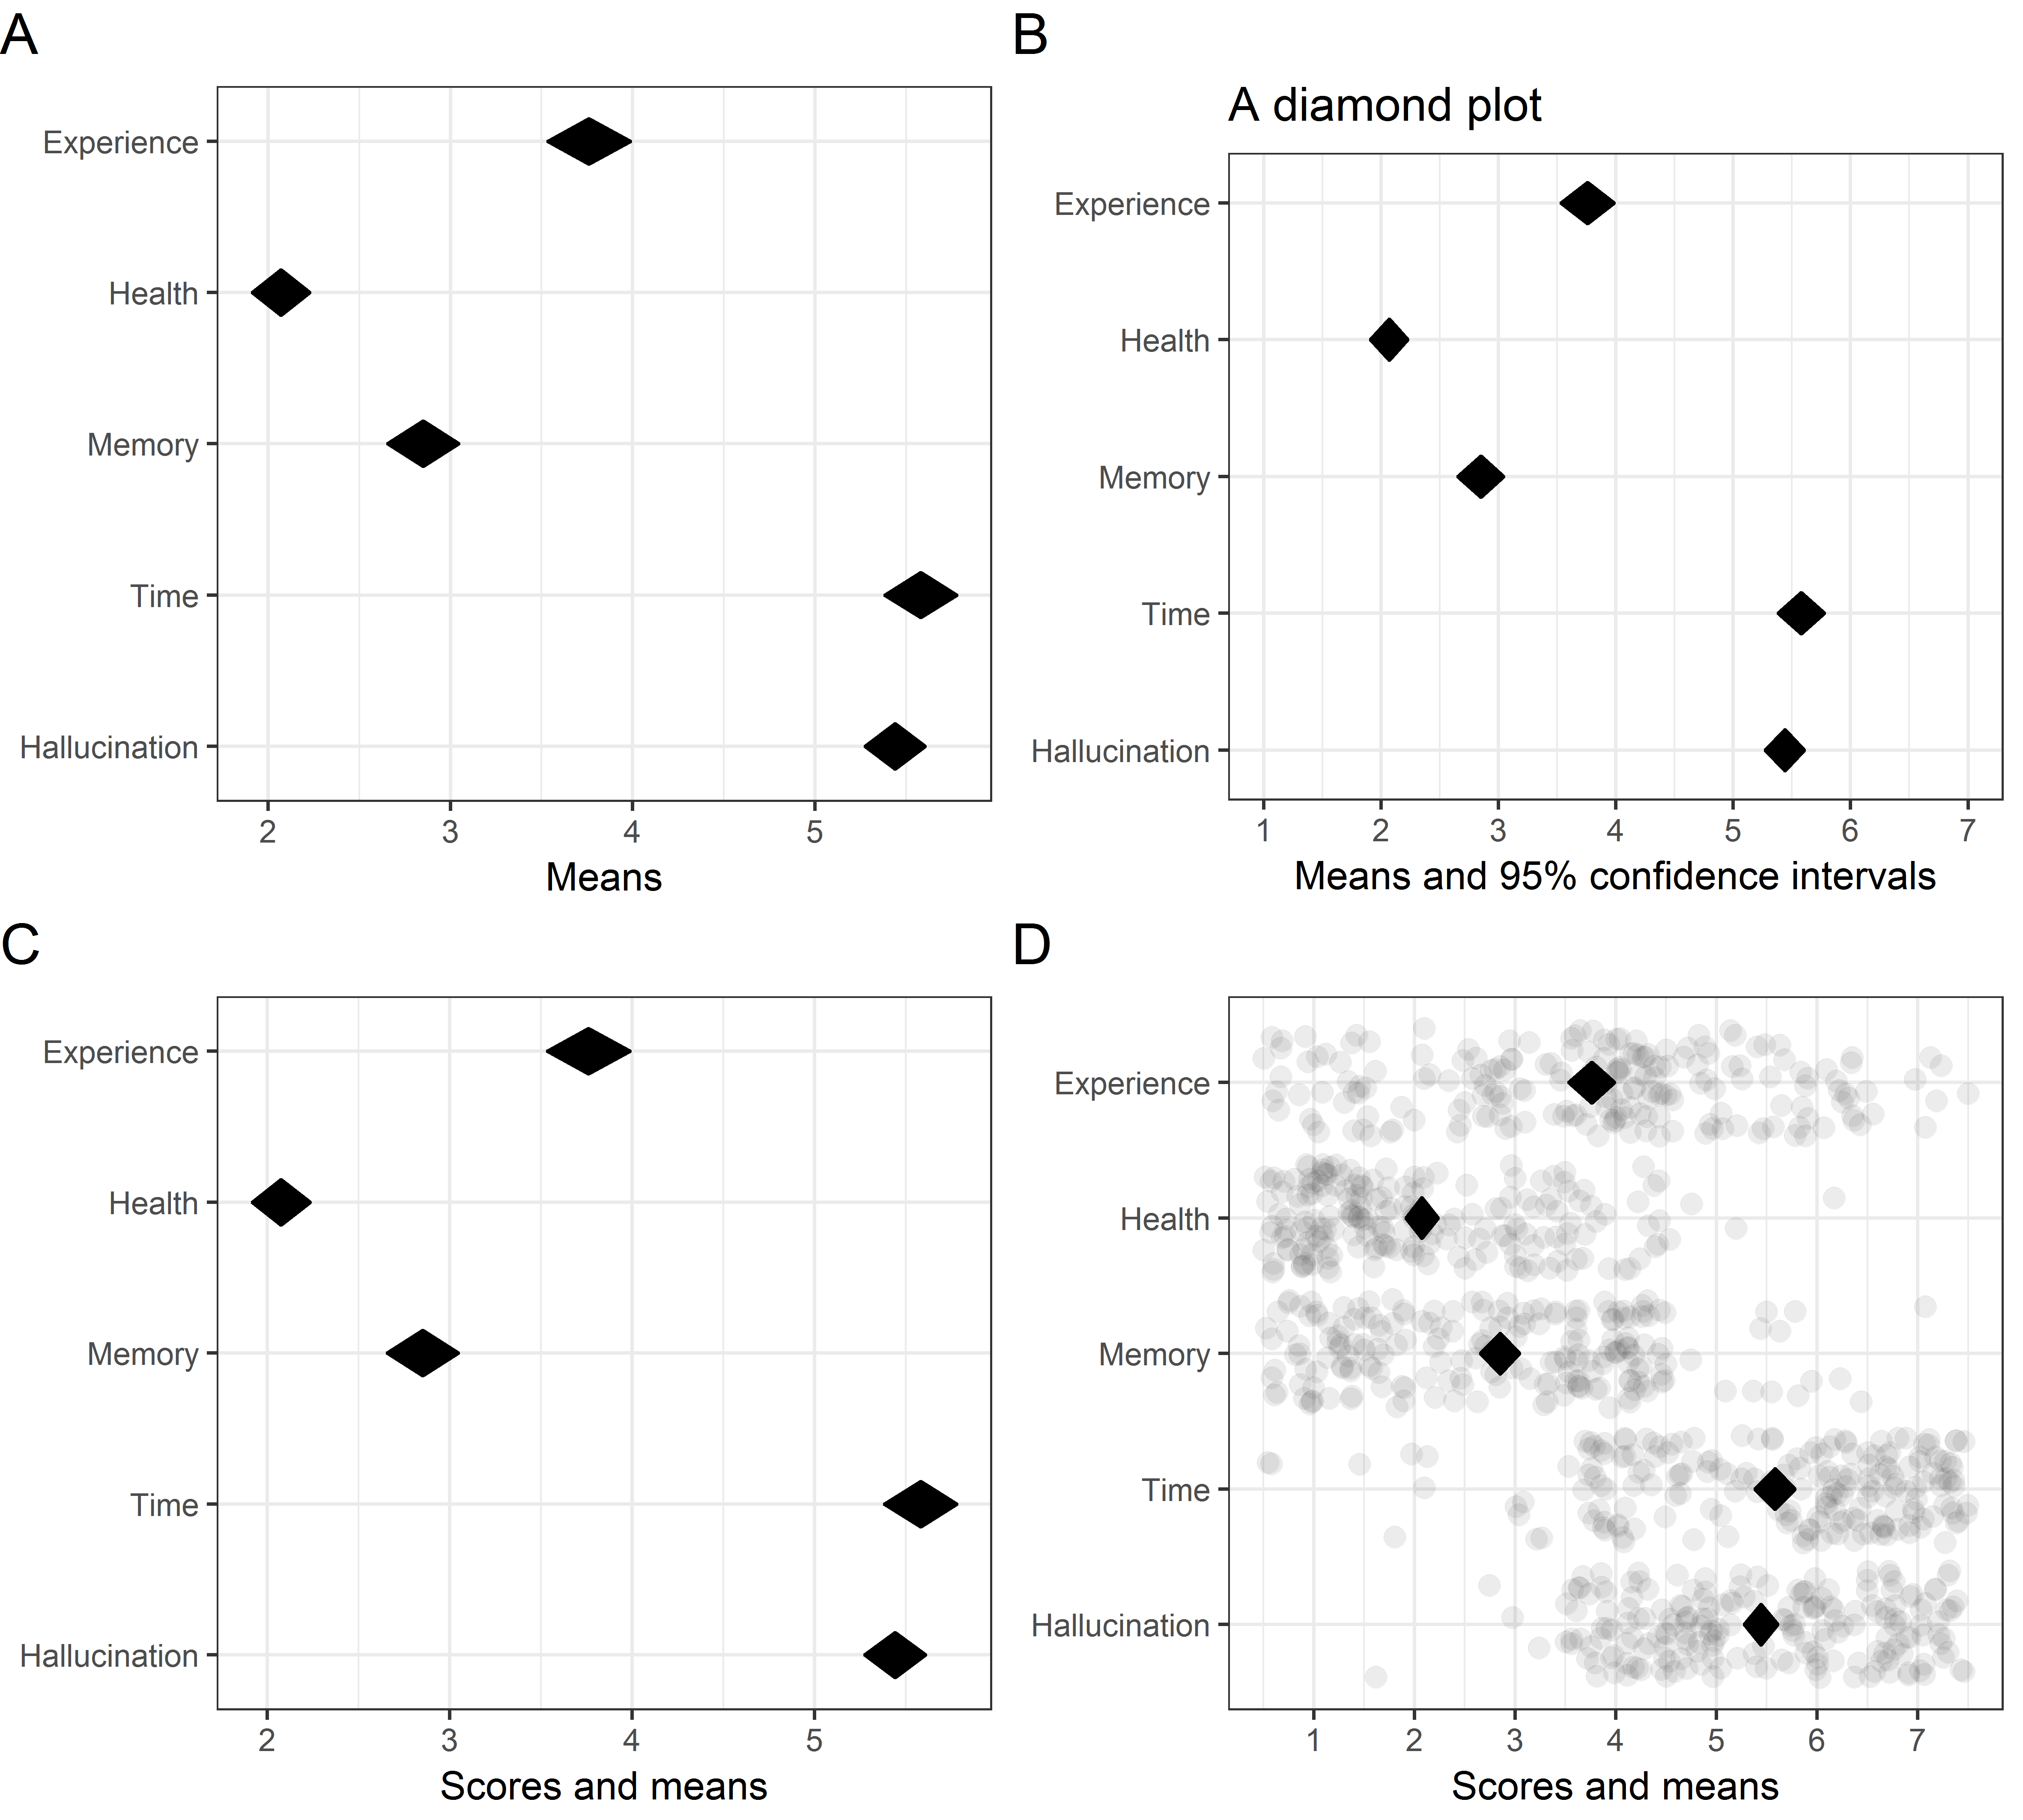 A
Experience
Health
Memory
Time
Hallucination
2 3 4 5
Means
B
A diamond plot
Experience
Health
Memory
Time
Hallucination
1 2 3 4 5 6 7
Means and 95% confidence intervals
C
Experience
Health
Memory
Time
Hallucination
2 3 4 5
Scores and means
D
Experience
Health
Memory
Time
Hallucination
1 2 3 4 5 6 7
Scores and means